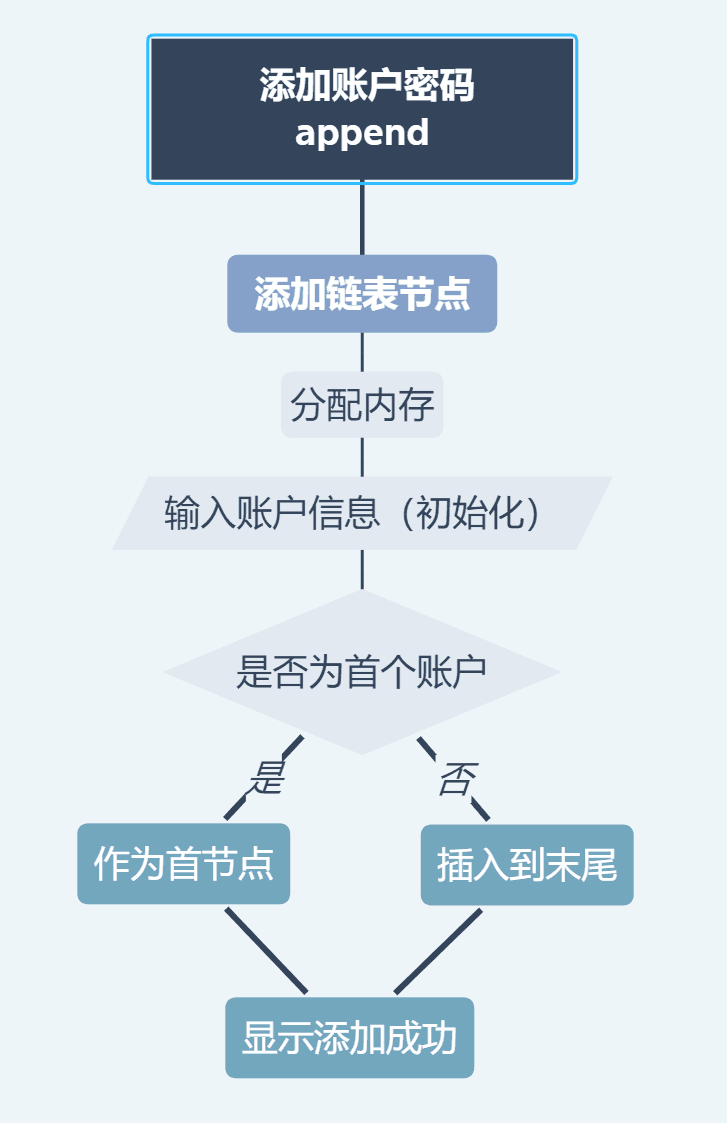 添加账户密码
append
添加链表节点
分配内存
输入账户信息（初始化）
是否为首个账户
是
否
作为首节点
插入到末尾
显示添加成功